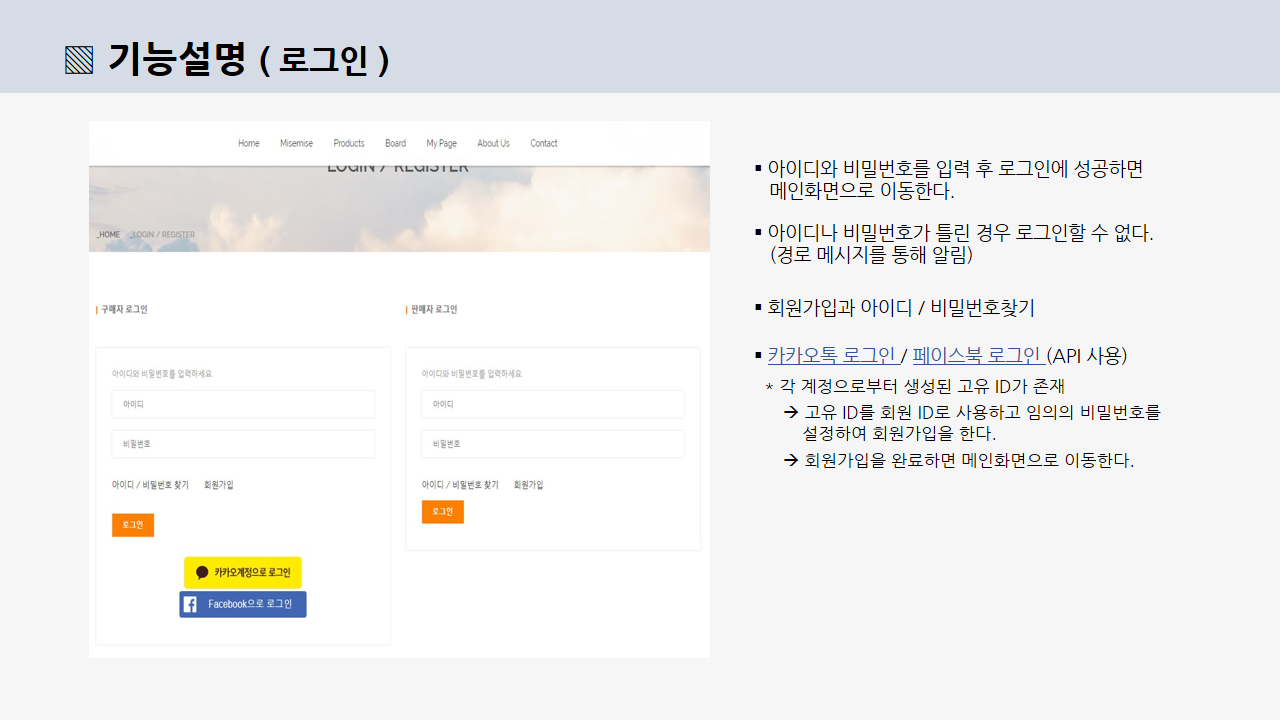 기능설명 ( 로그인 )
Home Misemise Products Board My Page About Us Contact
LOGIN / REGISTER
_HOME _LOGIN / REGISTER
구매자 로그인
아이디와 비밀번호를 입력하세요.
아이디
비밀번호
아이디 / 비밀번호 찾기 회원가입
로그인
카카오계정으로 로그인
Facebook으로 로그인
판매자 로그인
아이디와 비밀번호를 입력하세요.
아이디
비밀번호
아이디 / 비밀번호 찾기 회원가입
로그인
▪ 아이디와 비밀번호를 입력 후 로그인에 성공하면
메인화면으로 이동한다.
▪ 아이디나 비밀번호가 틀린 경우 로그인할 수 없다.
(경로 메시지를 통해 알림)
▪ 회원가입과 아이디 / 비밀번호찾기
▪ 카카오톡 로그인 / 페이스북 로그인 (API 사용)
* 각 계정으로부터 생성된 고유 ID가 존재
→ 고유 ID를 회원 ID로 사용하고 임의의 비밀번호를
설정하여 회원가입을 한다.
→ 회원가입을 완료하면 메인화면으로 이동한다.